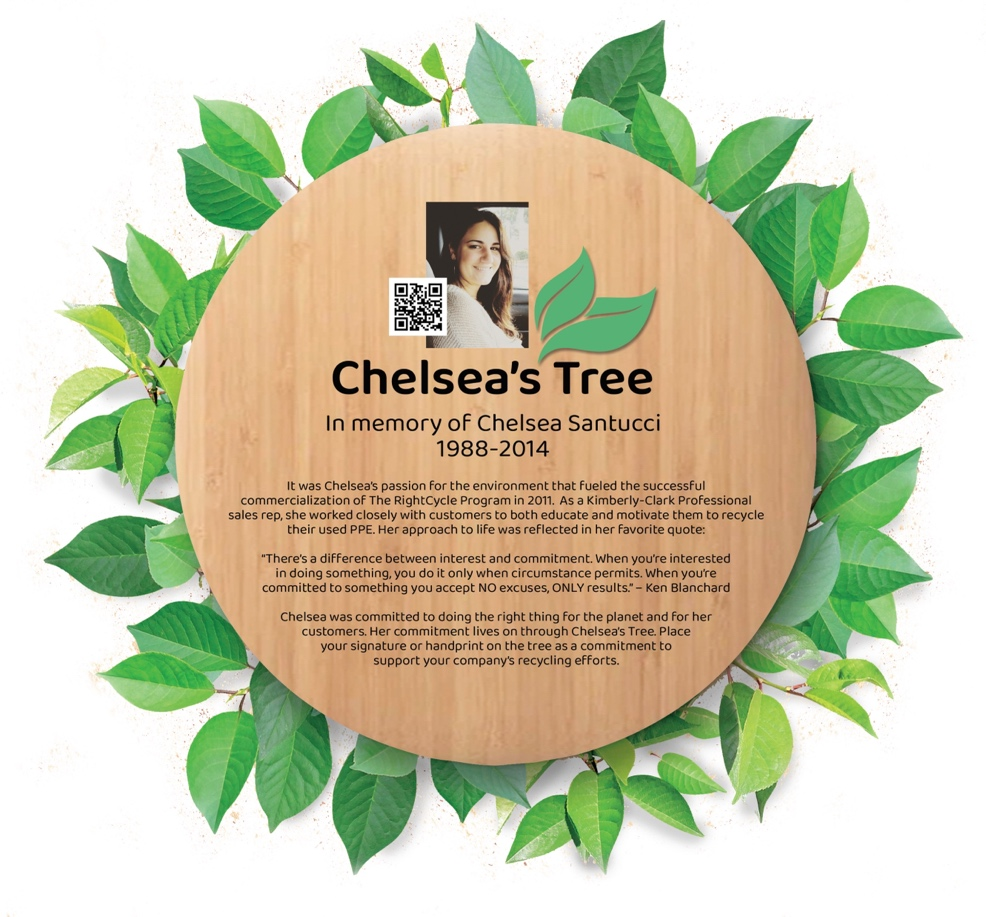 Chelsea's Tree
In memory of Chelsea Santucci
1988-2014
It was Chelsea's passion for the environment that fueled the successful
commercialization of The RightCycle Program in 2011. As a Kimberly-Clark Professional
sales rep, she worked closely with customers to both educate and motivate them to recycle
their used PPE. Her approach to life was reflected in her favorite quote:
"There's a difference between interest and commitment. When you're interested
in doing something, you do it only when circumstance permits. When you're
committed to something you accept NO excuses, ONLY results." – Ken Blanchard
Chelsea was committed to doing the right thing for the planet and for her
customers. Her commitment lives on through Chelsea's Tree. Place
your signature or handprint on the tree as a commitment to
support your company's recycling efforts.